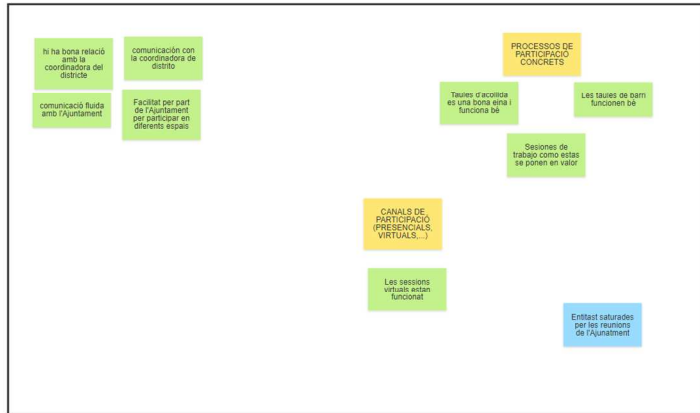 hi ha bona relació
amb la
coordinadora del
districte
comunicación con
la coordinadora de
distrito
comunicació fluida
amb l'Ajuntament
Facilitat per part
de l'Ajuntament
per participar en
diferents espais
PROCESSOS DE
PARTICIPACIÓ
CONCRETS
Taules d'acollida
es una bona eina i
funciona bé
Les taules de barri
funcionen bé
Sesiones de
trabajo como estas
se ponen en valor
CANALS DE
PARTICIPACIÓ
(PRESENCIALS,
VIRTUALS,...)
Les sessions
virtuals estan
funcionat
Entitast saturades
per les reunions
de l'Ajunatment